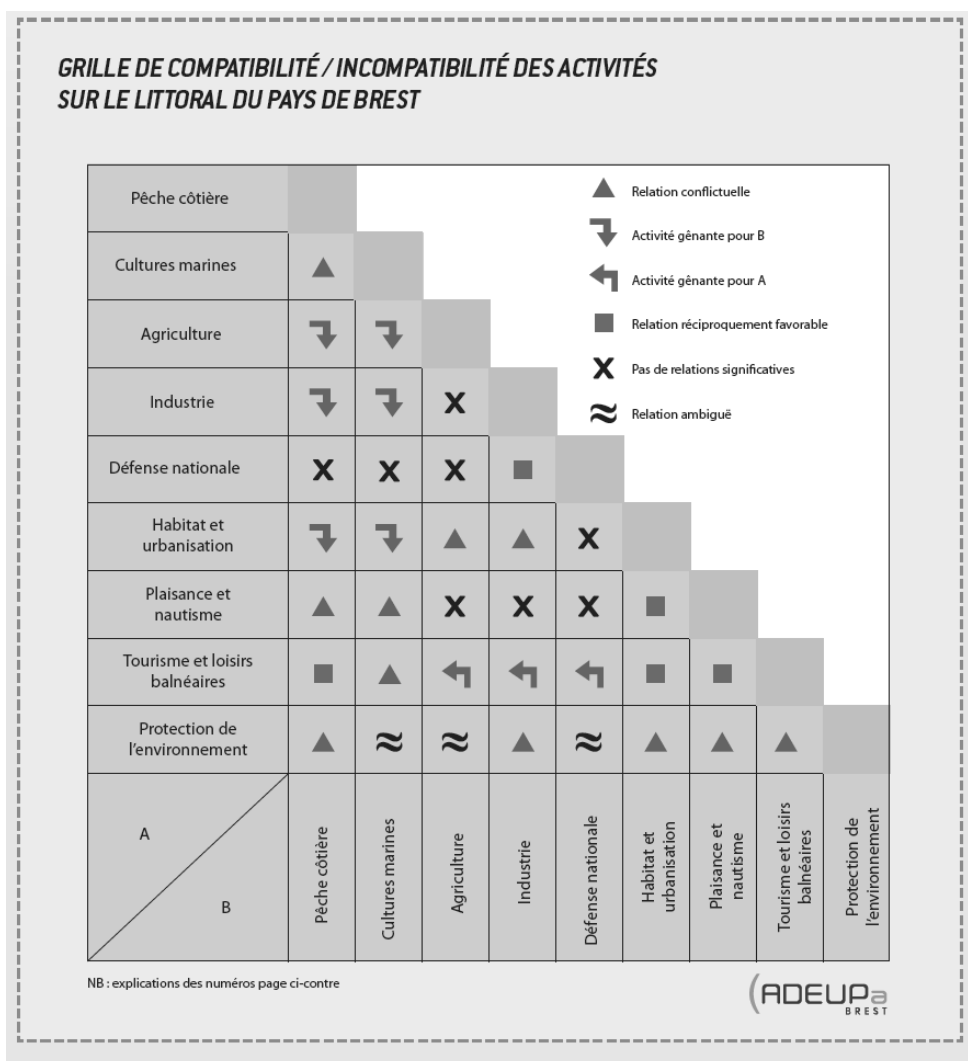 GRILLE DE COMPATIBILITÉ / INCOMPATIBILITÉ DES ACTIVITÉS
SUR LE LITTORAL DU PAYS DE BREST
Pêche côtière
Cultures marines
Agriculture
Industrie
Défense nationale
Habitat et
urbanisation
Plaisance et
nautisme
Tourisme et loisirs
balnéaires
Protection de
l'environnement
Relation conflictuelle
Activité gênante pour B
Activité gênante pour A
Relation réciproquement favorable
X Pas de relations significatives
≈ Relation ambiguë
X
X X X
X
X X X
≈ ≈ ≈
A
B
Pêche côtière
Cultures marines
Agriculture
Industrie
Défense nationale
Habitat et
urbanisation
Plaisance et
nautisme
Tourisme et loisirs
balnéaires
Protection de
l'environnement
NB : explications des numéros page ci-contre
ADEUPa
BREST